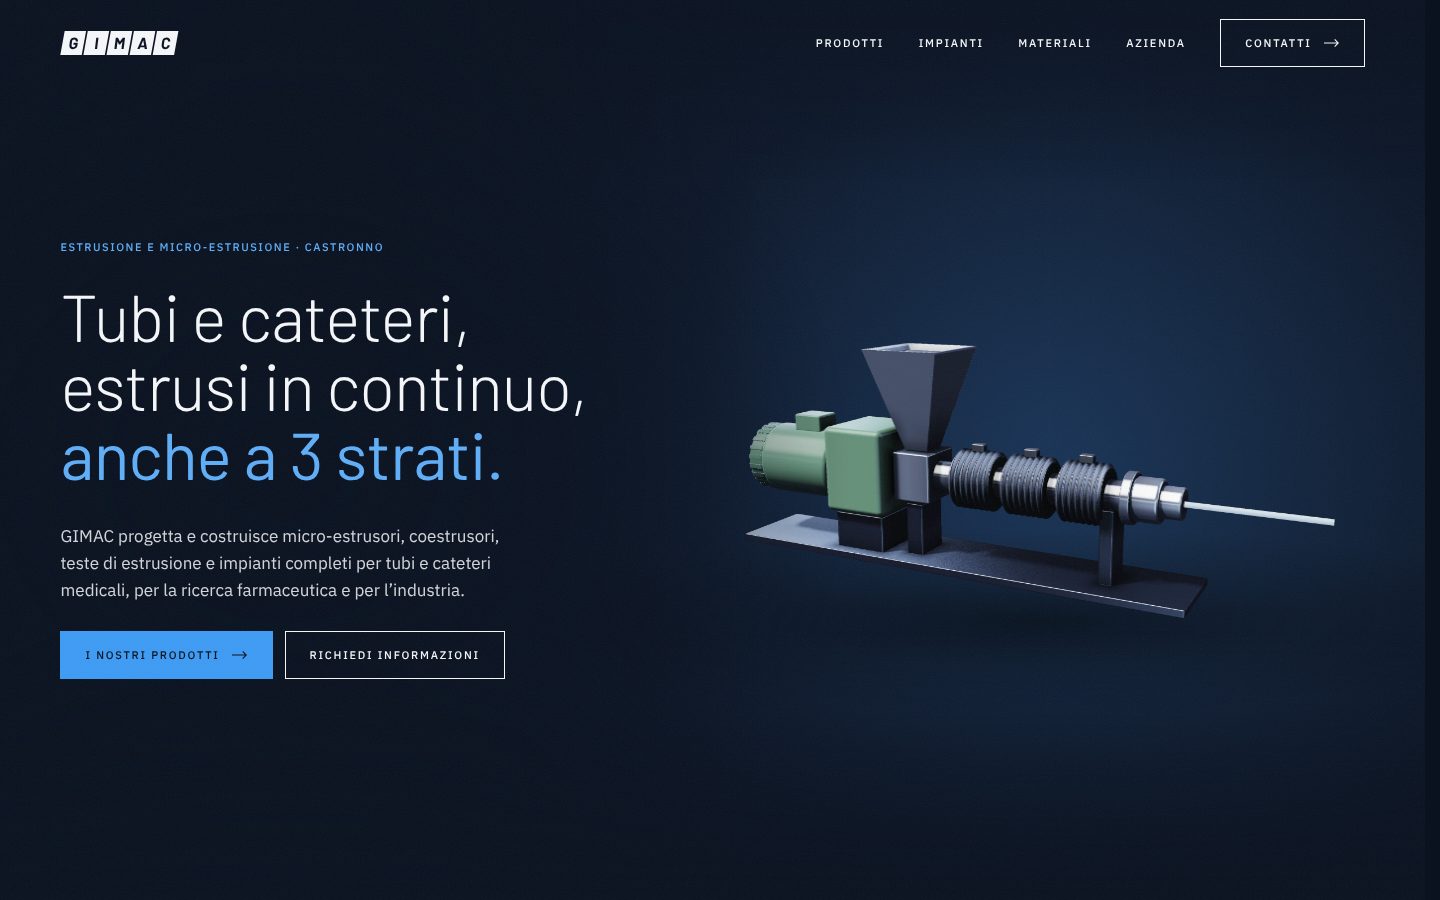 GIMAC
PRODOTTI
IMPIANTI
MATERIALI
AZIENDA
CONTATTI
ESTRUSIONE E MICRO-ESTRUSIONE · CASTRONNO
Tubi e cateteri,
estrusi in continuo,
anche a 3 strati.
GIMAC progetta e costruisce micro-estrusori, coestrusori,
teste di estrusione e impianti completi per tubi e cateteri
medicali, per la ricerca farmaceutica e per l’industria.
I NOSTRI PRODOTTI
RICHIEDI INFORMAZIONI